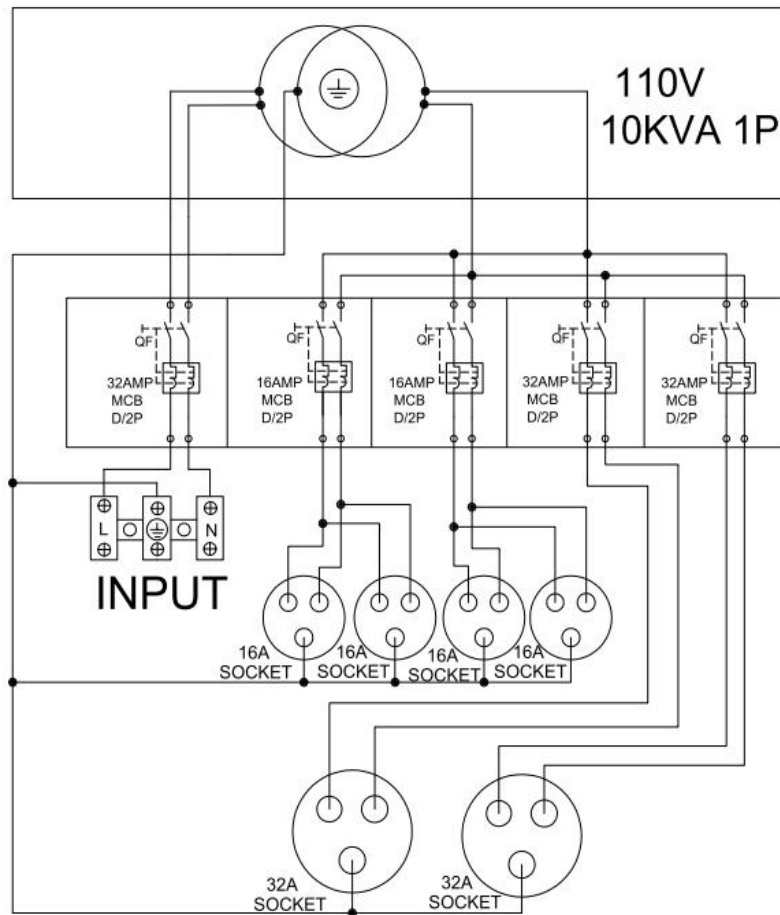 110V
10KVA 1P
QF
32AMP
MCB
D/2P
QF
16AMP
MCB
D/2P
QF
16AMP
MCB
D/2P
QF
32AMP
MCB
D/2P
QF
32AMP
MCB
D/2P
L
N
INPUT
16A
SOCKET
16A
SOCKET
16A
SOCKET
16A
SOCKET
32A
SOCKET
32A
SOCKET